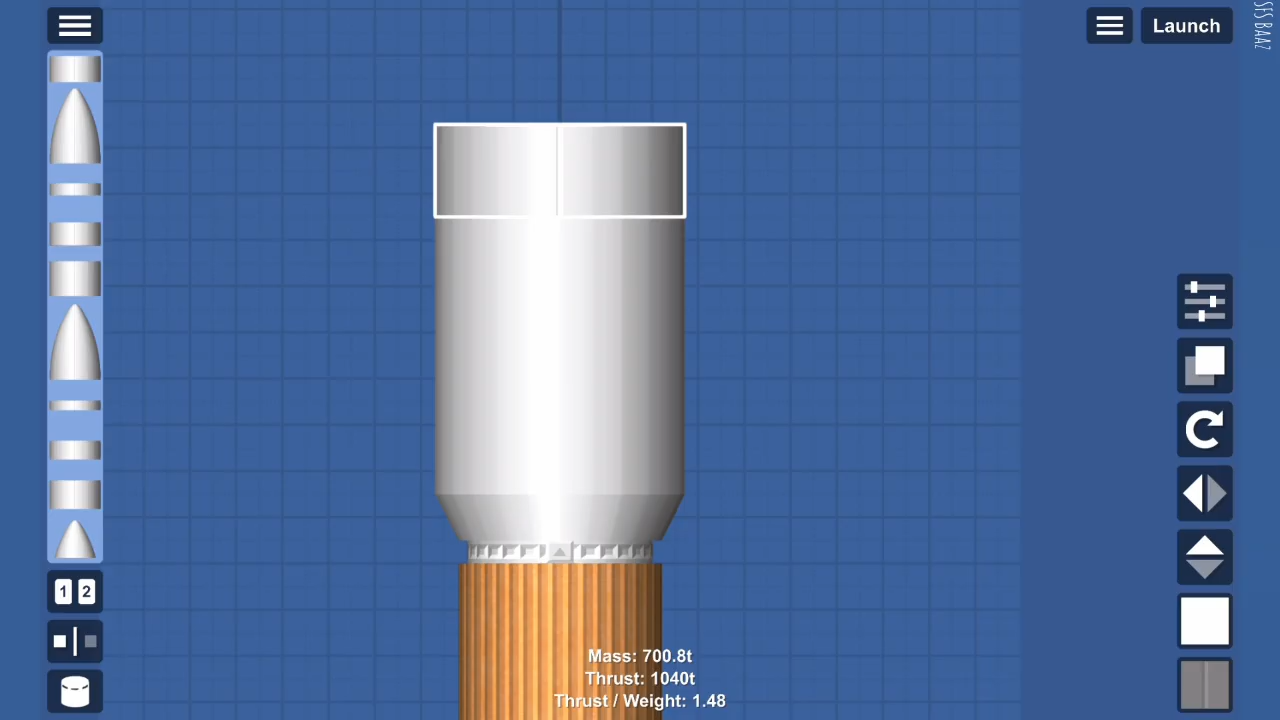 Launch
SFS BAAZ
1 2
Mass: 700.8t
Thrust: 1040t
Thrust / Weight: 1.48